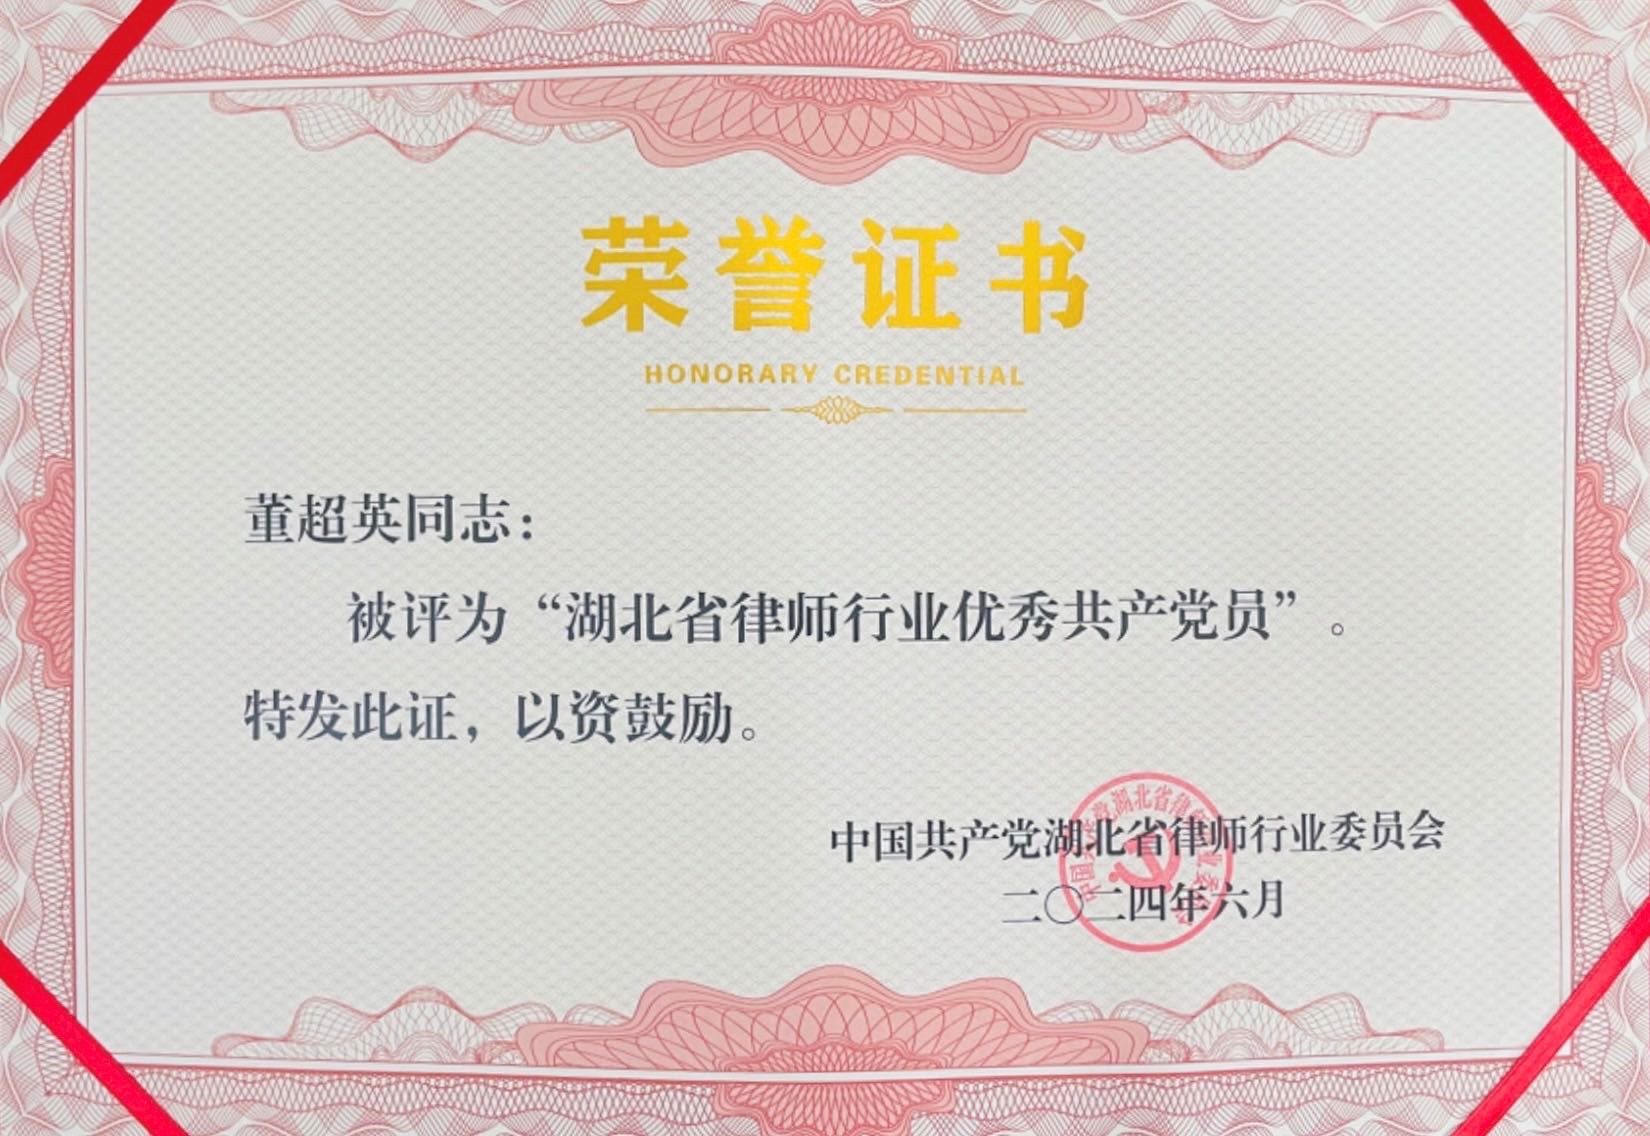 荣誉证书
HONORARY CREDENTIAL
董超英同志：
被评为“湖北省律师行业优秀共产党员”。
特发此证，以资鼓励。
中国共产党湖北省律师行业委员会
二〇二四年六月